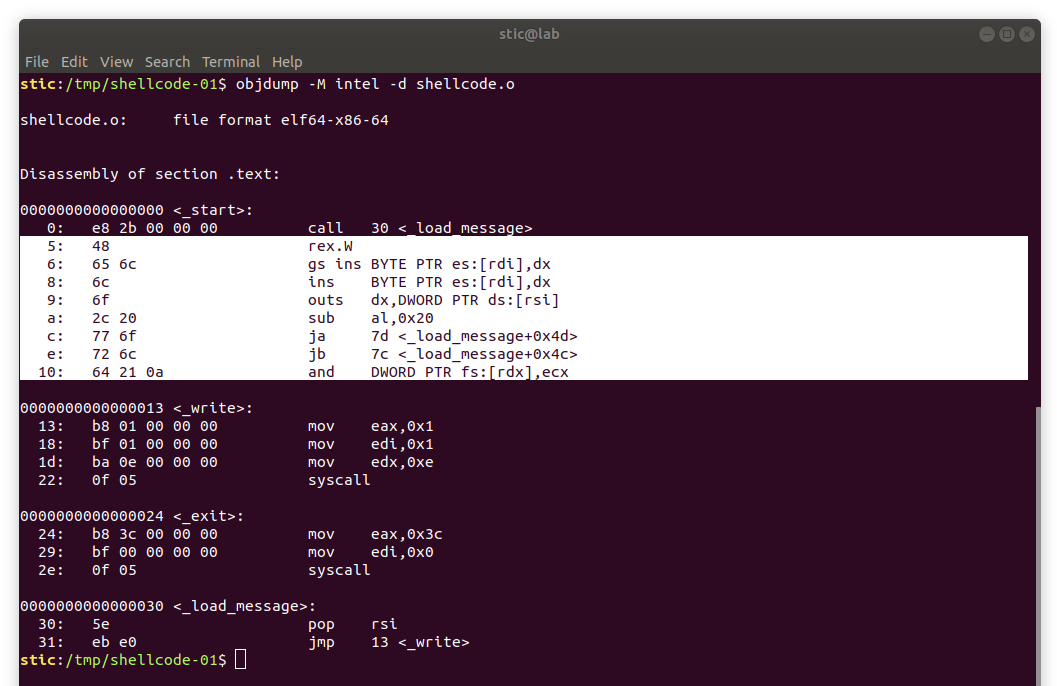 stic@lab
File Edit View Search Terminal Help
stic:/tmp/shellcode-01$ objdump -M intel -d shellcode.o
shellcode.o:     file format elf64-x86-64
Disassembly of section .text:
0000000000000000 <_start>:
   0:   e8 2b 00 00 00          call   30 <_load_message>
   5:   48                      rex.W
   6:   65 6c                   gs ins BYTE PTR es:[rdi],dx
   8:   6c                      ins    BYTE PTR es:[rdi],dx
   9:   6f                      outs   dx,DWORD PTR ds:[rsi]
   a:   2c 20                   sub    al,0x20
   c:   77 6f                   ja     7d <_load_message+0x4d>
   e:   72 6c                   jb     7c <_load_message+0x4c>
  10:   64 21 0a                and    DWORD PTR fs:[rdx],ecx
0000000000000013 <_write>:
  13:   b8 01 00 00 00          mov    eax,0x1
  18:   bf 01 00 00 00          mov    edi,0x1
  1d:   ba 0e 00 00 00          mov    edx,0xe
  22:   0f 05                   syscall
0000000000000024 <_exit>:
  24:   b8 3c 00 00 00          mov    eax,0x3c
  29:   bf 00 00 00 00          mov    edi,0x0
  2e:   0f 05                   syscall
0000000000000030 <_load_message>:
  30:   5e                      pop    rsi
  31:   eb e0                   jmp    13 <_write>
stic:/tmp/shellcode-01$